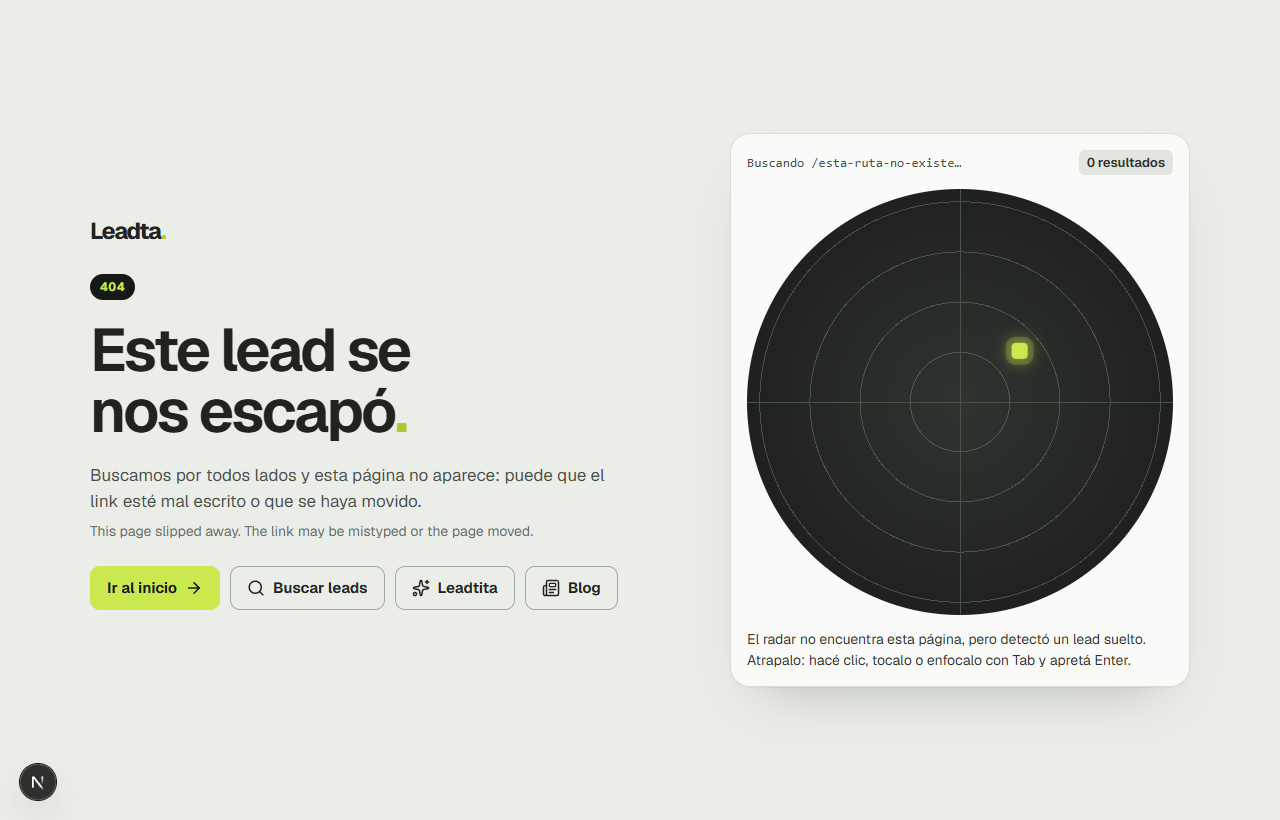 Leadta.
404
Este lead se
nos escapó.
Buscamos por todos lados y esta página no aparece: puede que el
link esté mal escrito o que se haya movido.
This page slipped away. The link may be mistyped or the page moved.
Ir al inicio
Buscar leads
Leadtita
Blog
Buscando /esta-ruta-no-existe…
0 resultados
El radar no encuentra esta página, pero detectó un lead suelto.
Atrapalo: hacé clic, tocalo o enfocalo con Tab y apretá Enter.
N